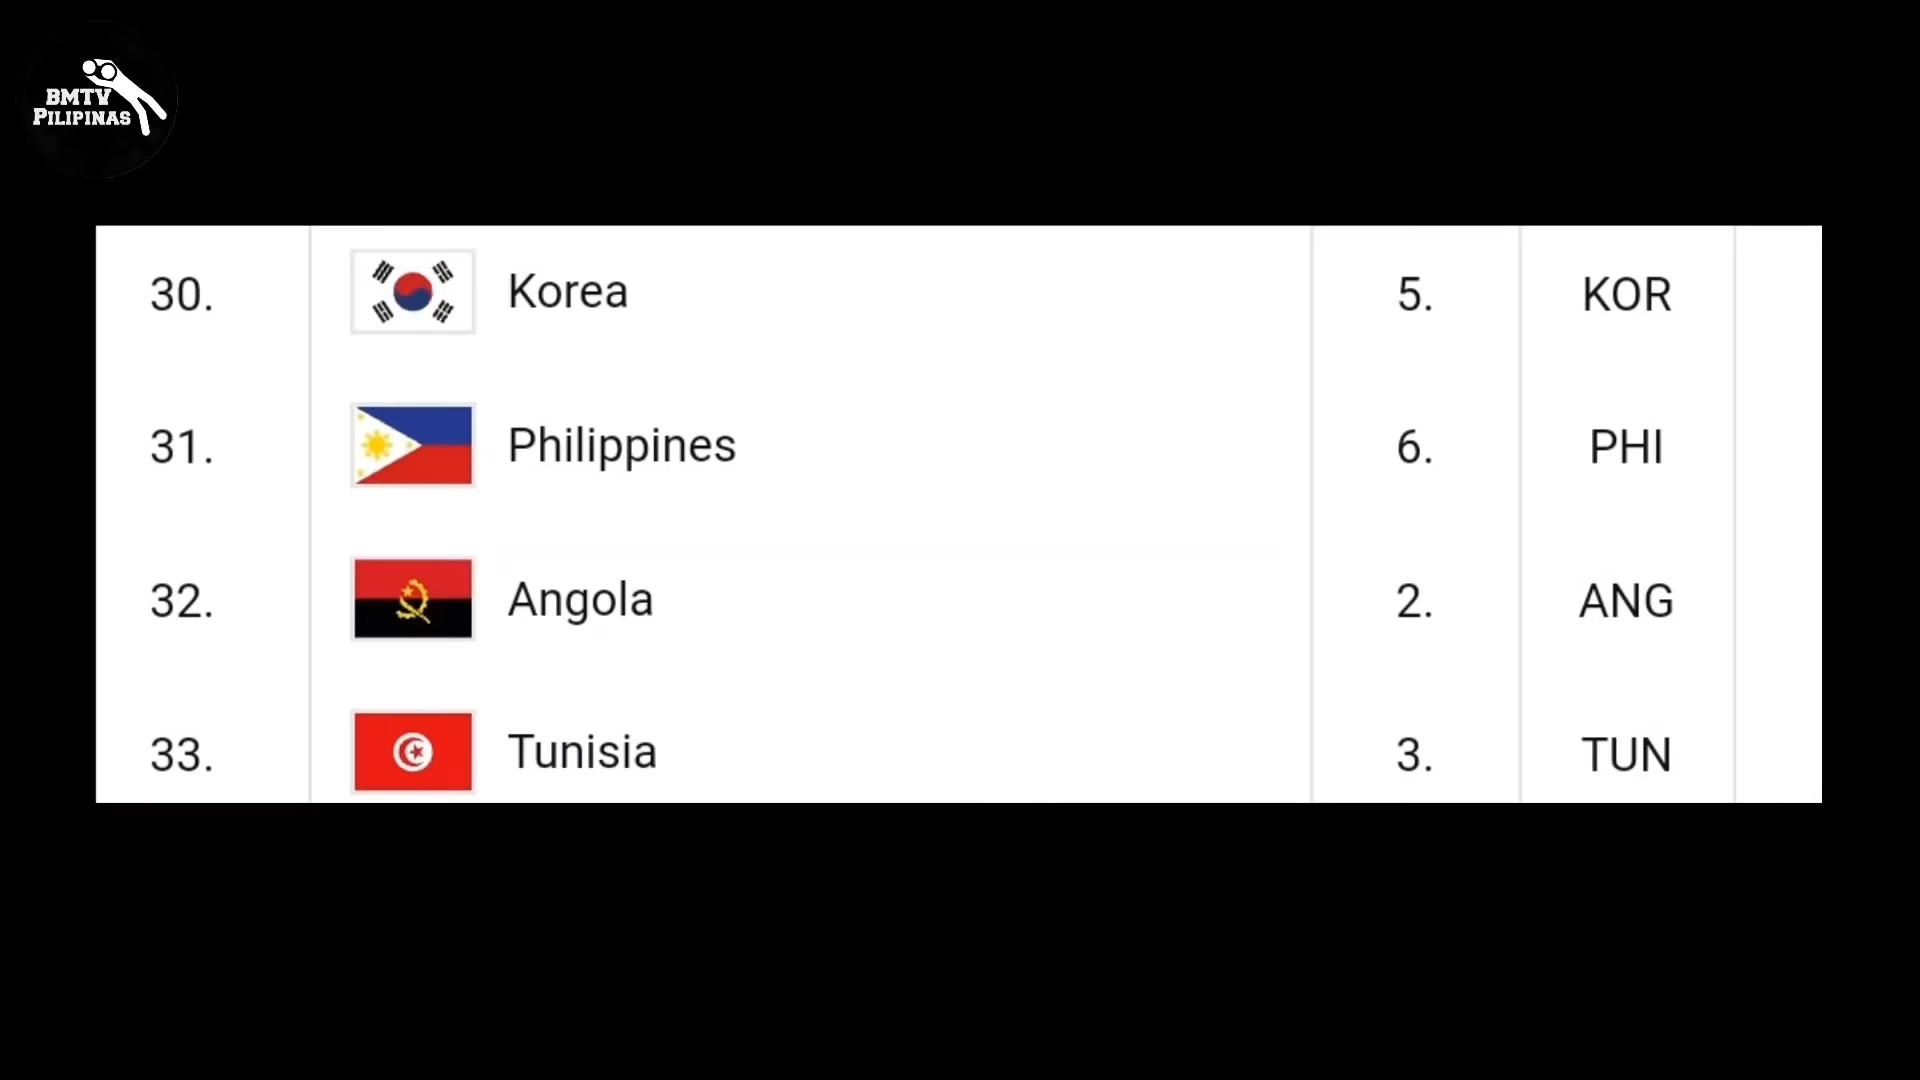 BMTV
PILIPINAS
30. Korea 5. KOR
31. Philippines 6. PHI
32. Angola 2. ANG
33. Tunisia 3. TUN